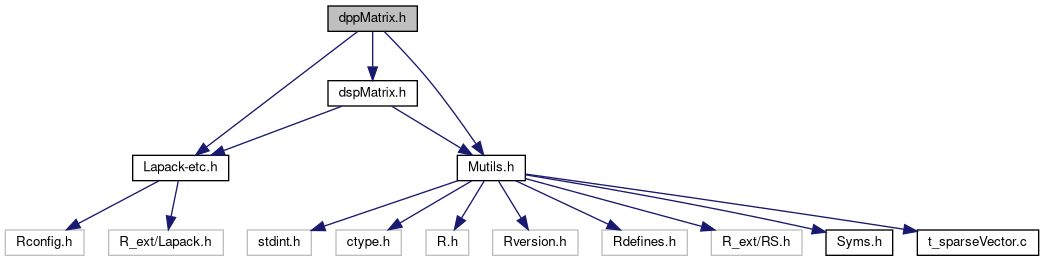 dppMatrix.h
dspMatrix.h
Lapack-etc.h
Mutils.h
Rconfig.h
R_ext/Lapack.h
stdint.h
ctype.h
R.h
Rversion.h
Rdefines.h
R_ext/RS.h
Syms.h
t_sparseVector.c